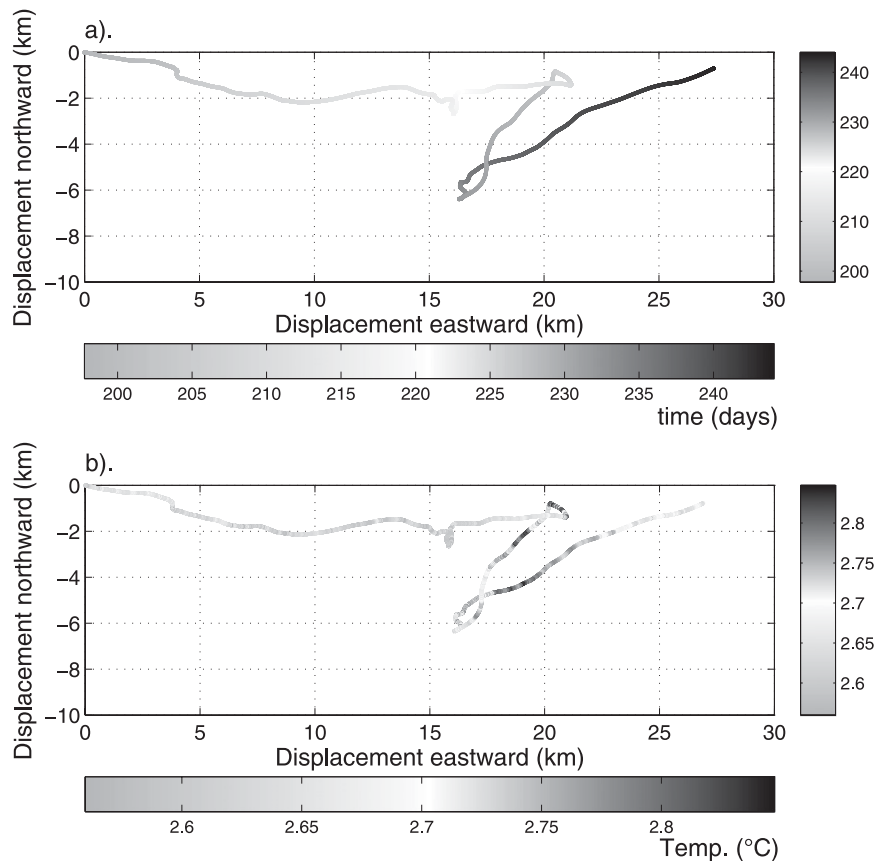 a).
Displacement northward (km)
0
−2
−4
−6
−8
−10
0 5 10 15 20 25 30
Displacement eastward (km)
240
230
220
210
200
200 205 210 215 220 225 230 235 240
time (days)
b).
Displacement northward (km)
0
−2
−4
−6
−8
−10
0 5 10 15 20 25 30
Displacement eastward (km)
2.8
2.75
2.7
2.65
2.6
2.6 2.65 2.7 2.75 2.8
Temp. (°C)